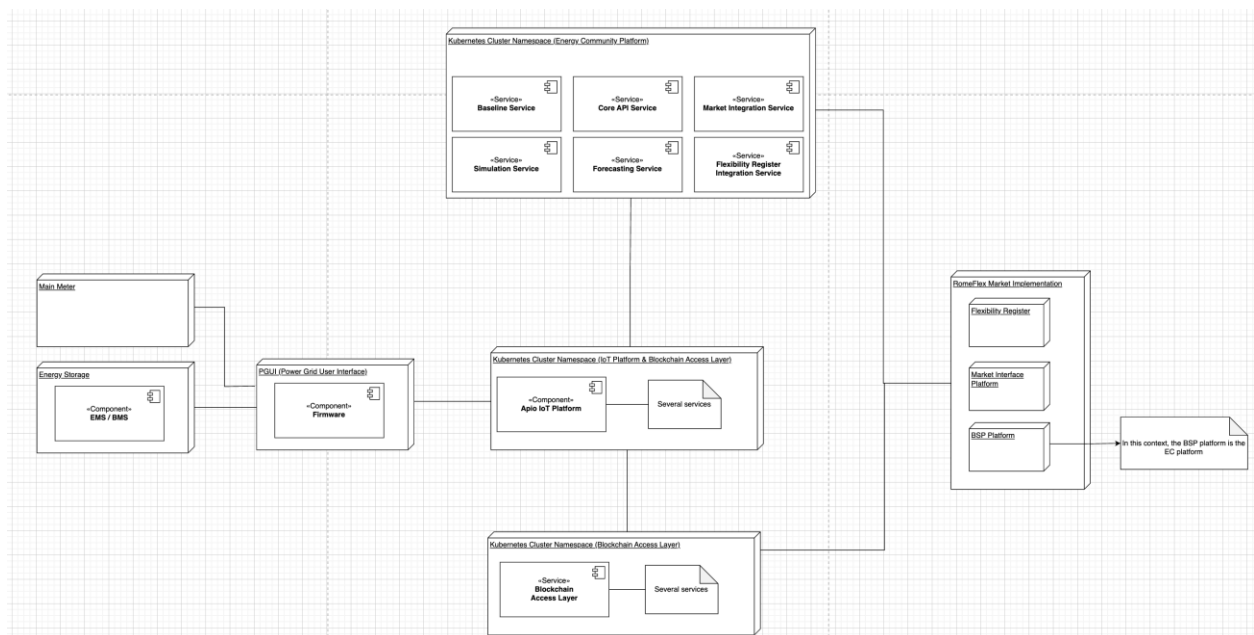 Kubernetes Cluster Namespace (Energy Community Platform)
«Service»
Baseline Service
«Service»
Core API Service
«Service»
Market Integration Service
«Service»
Simulation Service
«Service»
Forecasting Service
«Service»
Flexibility Register
Integration Service
Main Meter
Energy Storage
«Component»
EMS / BMS
PGUI (Power Grid User Interface)
«Component»
Firmware
Kubernetes Cluster Namespace (IoT Platform & Blockchain Access Layer)
«Component»
Apio IoT Platform
Several services
Kubernetes Cluster Namespace (Blockchain Access Layer)
«Service»
Blockchain
Access Layer
Several services
RomeFlex Market Implementation
Flexibility Register
Market Interface
Platform
BSP Platform
In this context, the BSP platform is the
EC platform